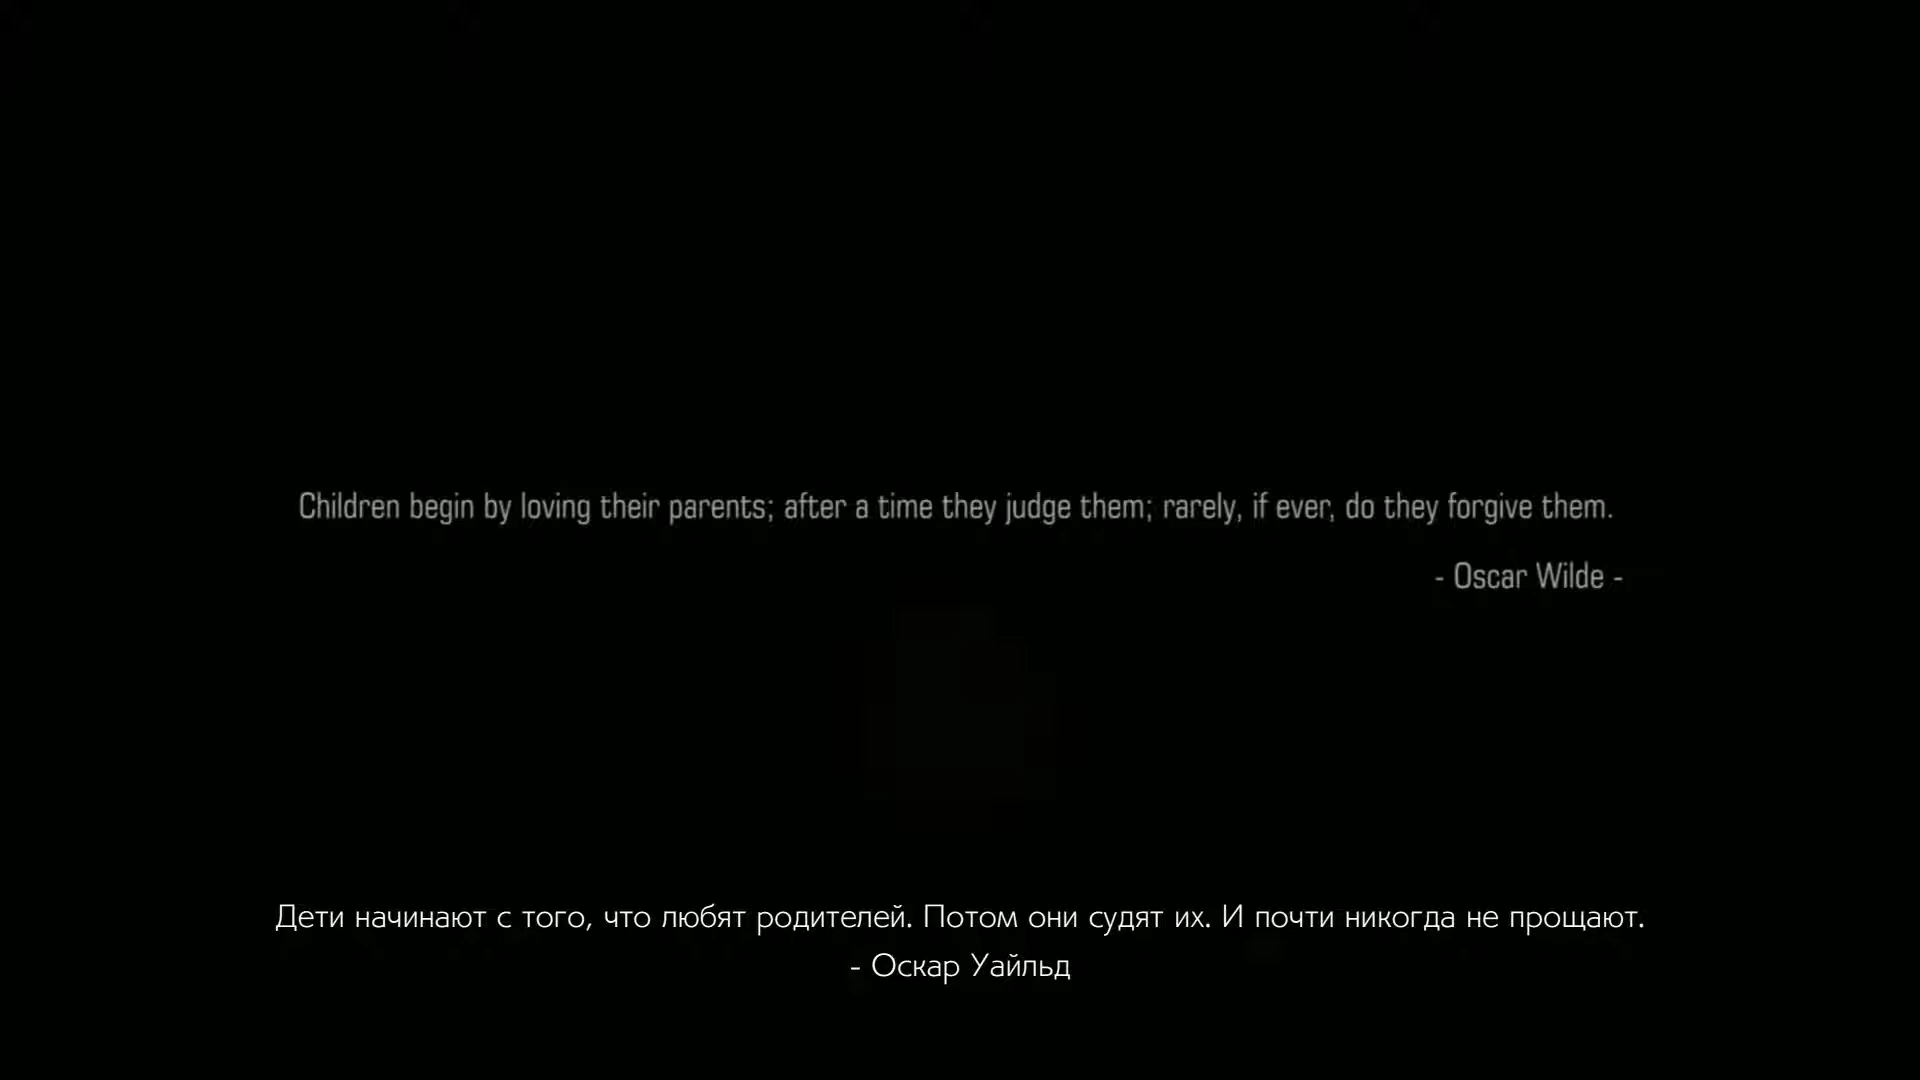 Children begin by loving their parents; after a time they judge them; rarely, if ever, do they forgive them.
- Oscar Wilde -
Дети начинают с того, что любят родителей. Потом они судят их. И почти никогда не прощают.
- Оскар Уайльд